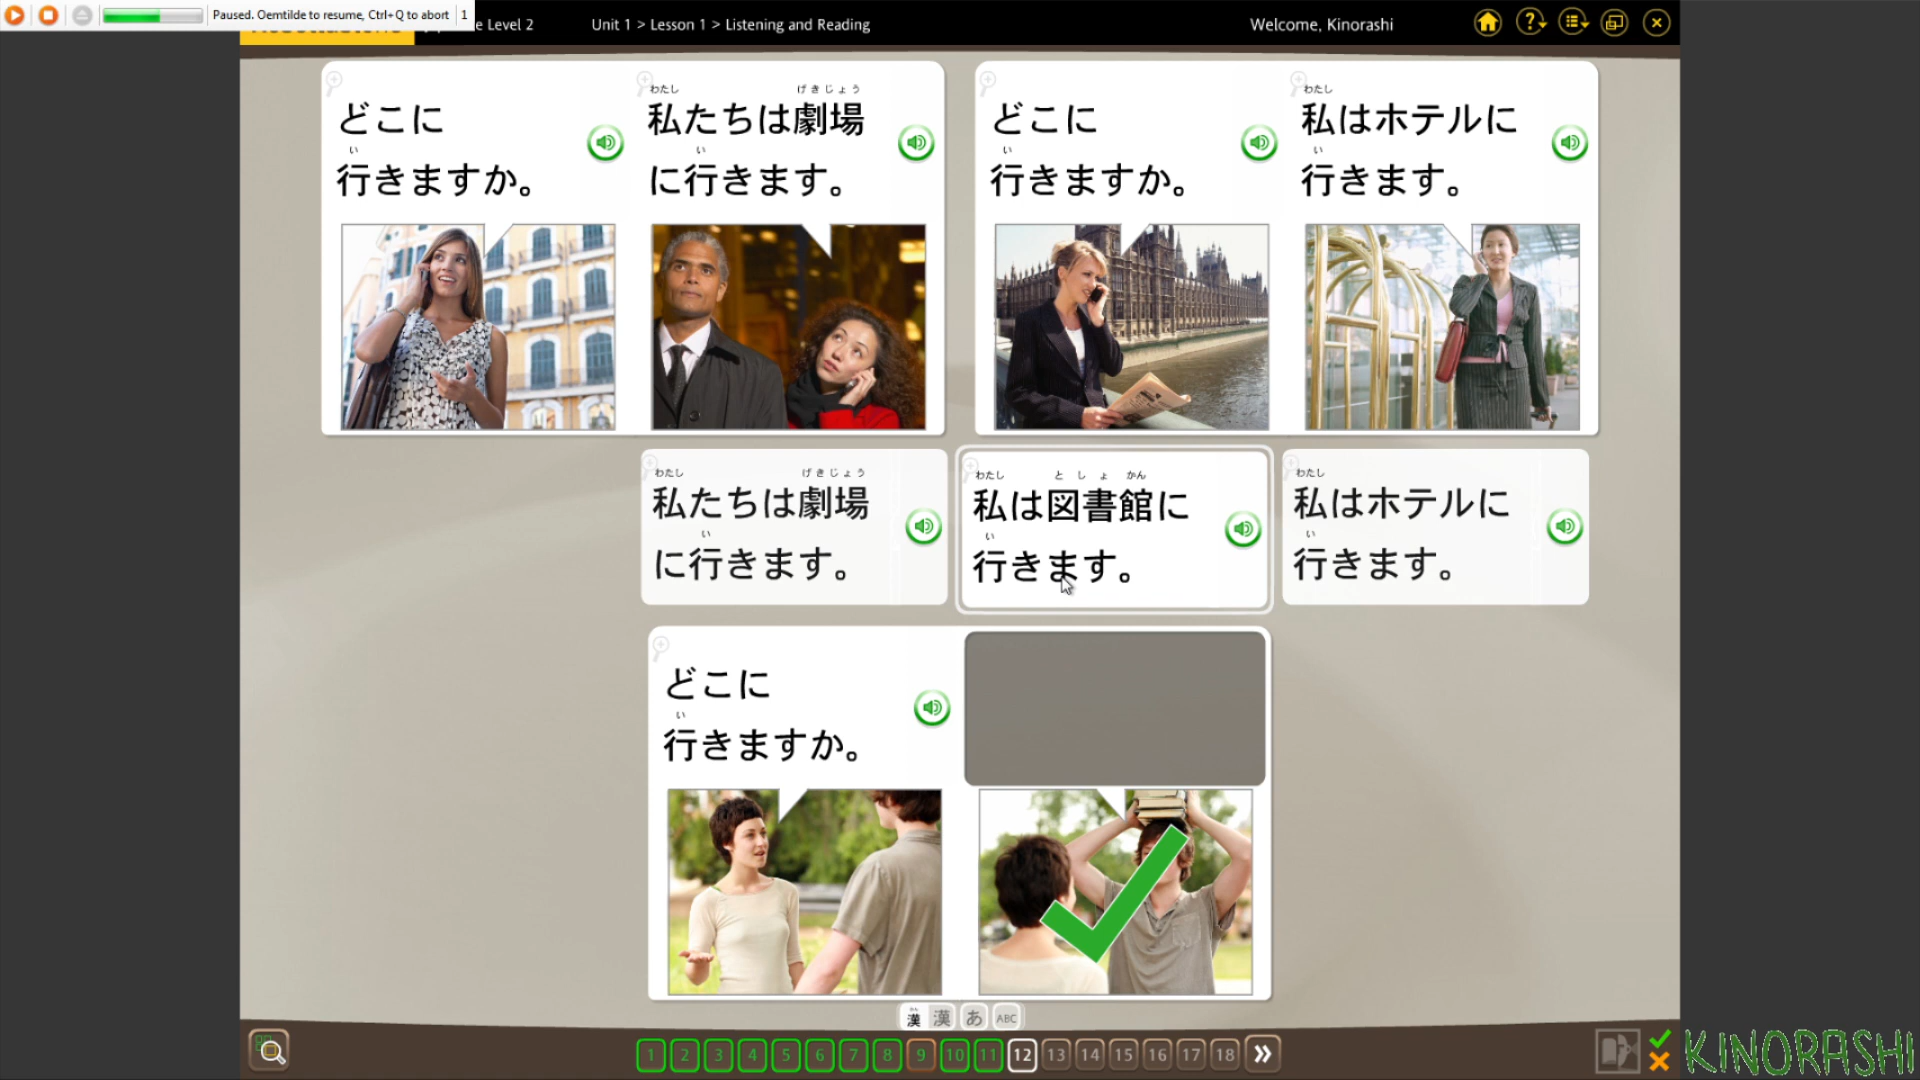 Paused. Oemtilde to resume, Ctrl+Q to abort
1
e Level 2
Unit 1 > Lesson 1 > Listening and Reading
Welcome, Kinorashi
どこに
い
行きますか。
わたし げきじょう
私たちは劇場
い
に行きます。
どこに
い
行きますか。
わたし
私はホテルに
い
行きます。
わたし げきじょう
私たちは劇場
い
に行きます。
わたし としょかん
私は図書館に
い
行きます。
わたし
私はホテルに
い
行きます。
どこに
い
行きますか。
漢 漢 あ ABC
1 2 3 4 5 6 7 8 9 10 11 12 13 14 15 16 17 18
KINORASHI